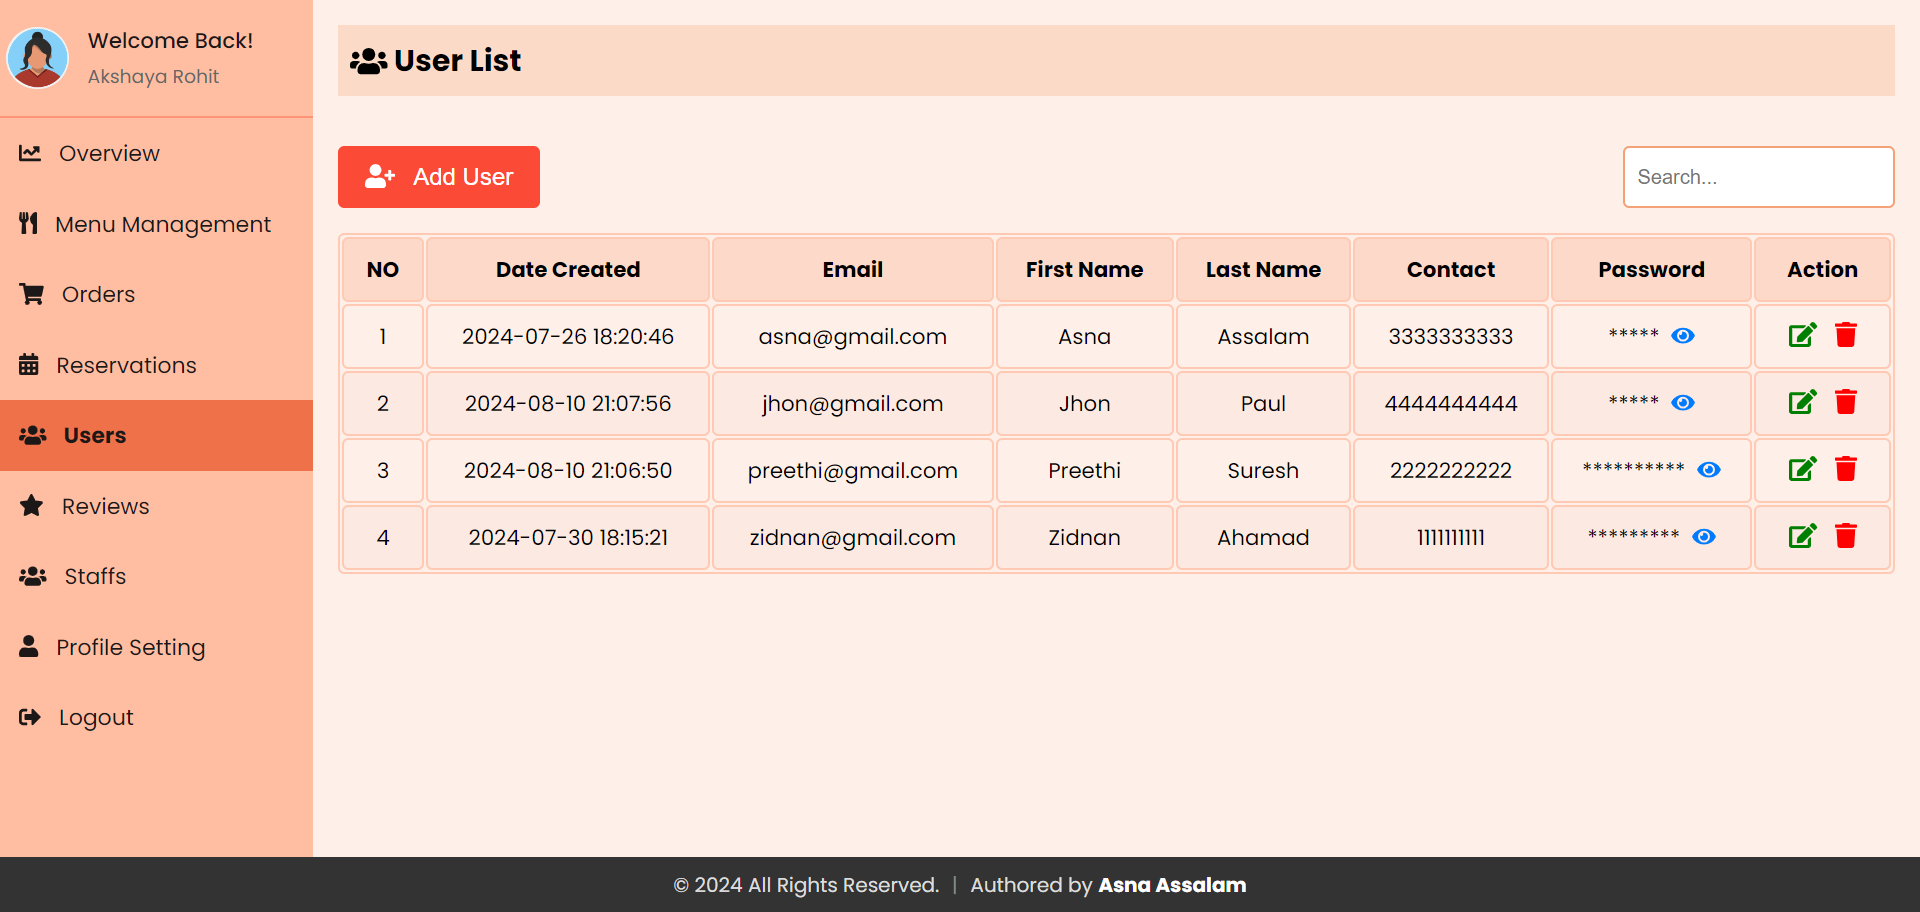 Welcome Back!
Akshaya Rohit
Overview
Menu Management
Orders
Reservations
Users
Reviews
Staffs
Profile Setting
Logout
User List
Add User
Search...
NO Date Created Email First Name Last Name Contact Password Action
1 2024-07-26 18:20:46 asna@gmail.com Asna Assalam 3333333333 *****
2 2024-08-10 21:07:56 jhon@gmail.com Jhon Paul 4444444444 *****
3 2024-08-10 21:06:50 preethi@gmail.com Preethi Suresh 2222222222 **********
4 2024-07-30 18:15:21 zidnan@gmail.com Zidnan Ahamad 1111111111 *********
© 2024 All Rights Reserved. | Authored by Asna Assalam